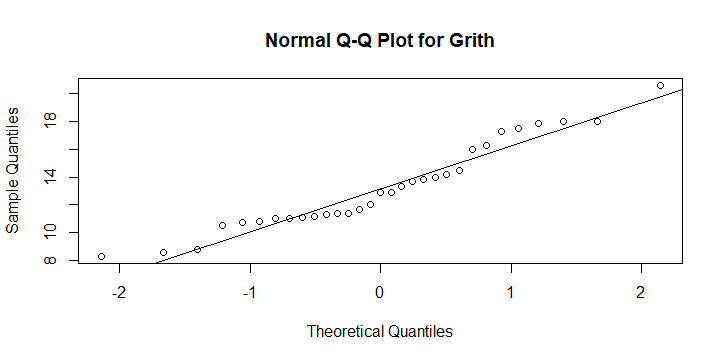 Normal Q-Q Plot for Grith
Sample Quantiles
18
14
10
8
-2 -1 0 1 2
Theoretical Quantiles